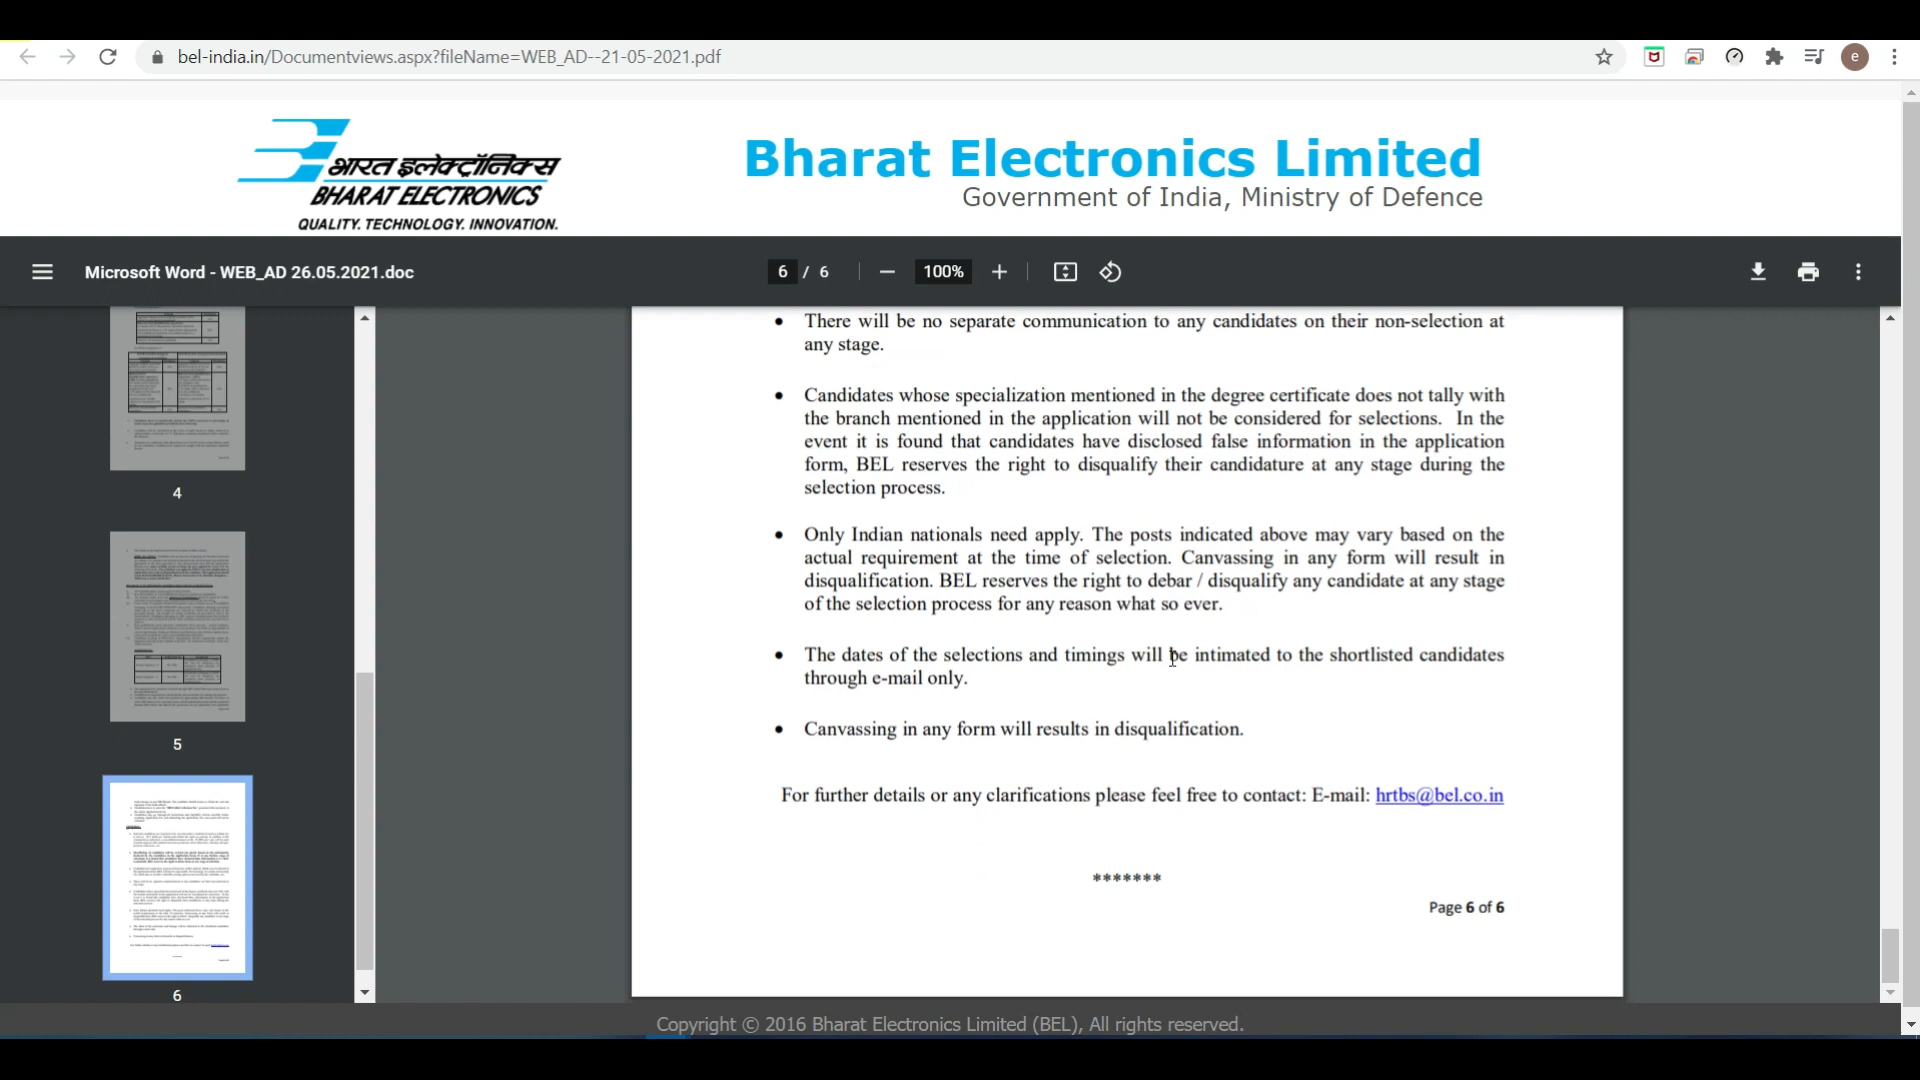 bel-india.in/Documentviews.aspx?fileName=WEB_AD--21-05-2021.pdf
e
भारत इलेक्ट्रॉनिक्स
BHARAT ELECTRONICS
QUALITY. TECHNOLOGY. INNOVATION.
Bharat Electronics Limited
Government of India, Ministry of Defence
Microsoft Word - WEB_AD 26.05.2021.doc
6 / 6
100%
4
5
6
• There will be no separate communication to any candidates on their non-selection at
any stage.
• Candidates whose specialization mentioned in the degree certificate does not tally with
the branch mentioned in the application will not be considered for selections. In the
event it is found that candidates have disclosed false information in the application
form, BEL reserves the right to disqualify their candidature at any stage during the
selection process.
• Only Indian nationals need apply. The posts indicated above may vary based on the
actual requirement at the time of selection. Canvassing in any form will result in
disqualification. BEL reserves the right to debar / disqualify any candidate at any stage
of the selection process for any reason what so ever.
• The dates of the selections and timings will be intimated to the shortlisted candidates
through e-mail only.
• Canvassing in any form will results in disqualification.
For further details or any clarifications please feel free to contact: E-mail: hrtbs@bel.co.in
*******
Page 6 of 6
Copyright © 2016 Bharat Electronics Limited (BEL), All rights reserved.